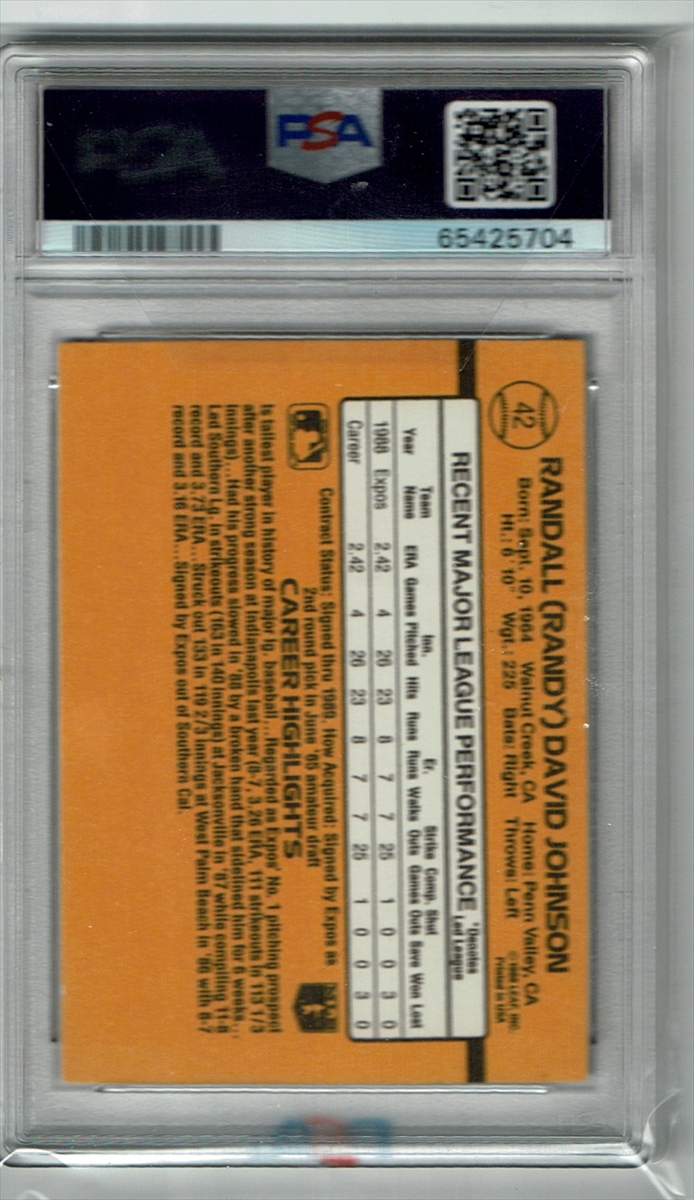 PSA
65425704
42
RANDALL (RANDY) DAVID JOHNSON
Born: Sept. 10, 1964 Walnut Creek, CA Home: Penn Valley, CA
Ht.: 6' 10" Wgt.: 225 Bats: Right Throws: Left
© 1988 LEAF, INC.
Printed in USA
RECENT MAJOR LEAGUE PERFORMANCE
*Denotes
Led League
Team Inn. Er. Strike Comp. Shut
Year Name ERA Games Pitched Hits Runs Runs Walks Outs Games Outs Save Won Lost
1988 Expos 2.42 4 26 23 8 7 7 25 1 0 0 3 0
Career 2.42 4 26 23 8 7 7 25 1 0 0 3 0
Contract Status: Signed thru 1989. How Acquired: Signed by Expos as
2nd round pick in June '85 amateur draft
CAREER HIGHLIGHTS
Is tallest player in history of major lg. baseball...Regarded as Expos' No. 1 pitching prospect
after another strong season at Indianapolis last year (8-7, 3.26 ERA, 111 strikeouts in 113 1/3
innings)...Had his progress slowed in '88 by a broken hand that sidelined him for 6 weeks...
Led Southern Lg. in strikeouts (163 in 140 innings) at Jacksonville in '87 while compiling 11-8
record and 3.73 ERA...Struck out 133 in 119 2/3 innings at West Palm Beach in '86 with 8-7
record and 3.16 ERA...Signed by Expos out of Southern Cal.